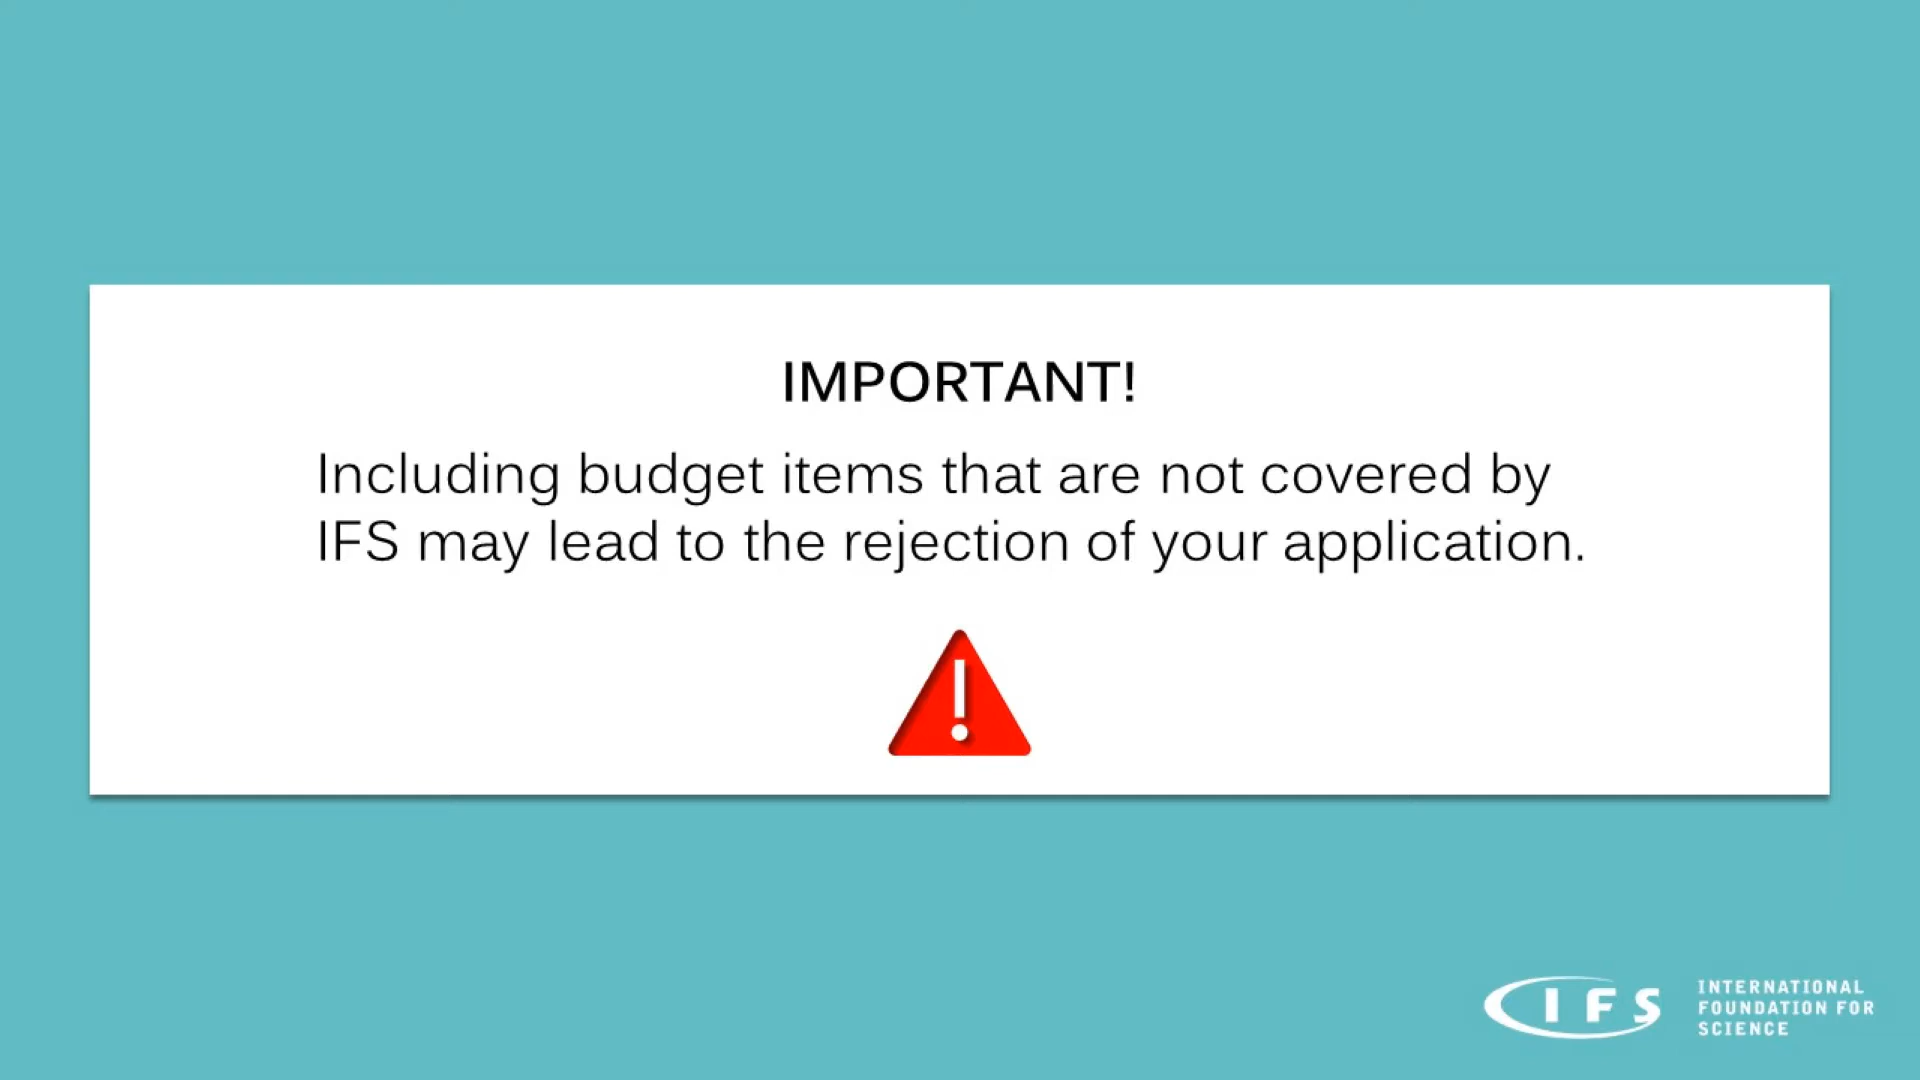 IMPORTANT!
Including budget items that are not covered by
IFS may lead to the rejection of your application.
IFS
INTERNATIONAL
FOUNDATION FOR
SCIENCE